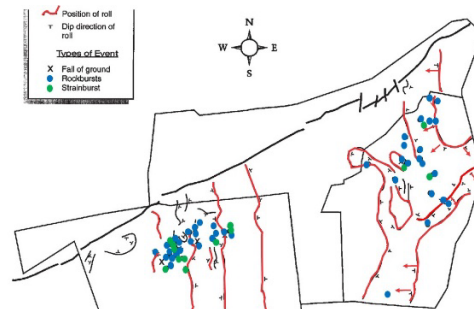 Position of roll
Dip direction of
roll
Types of Event
X Fall of ground
Rockbursts
Strainburst
N
W E
S